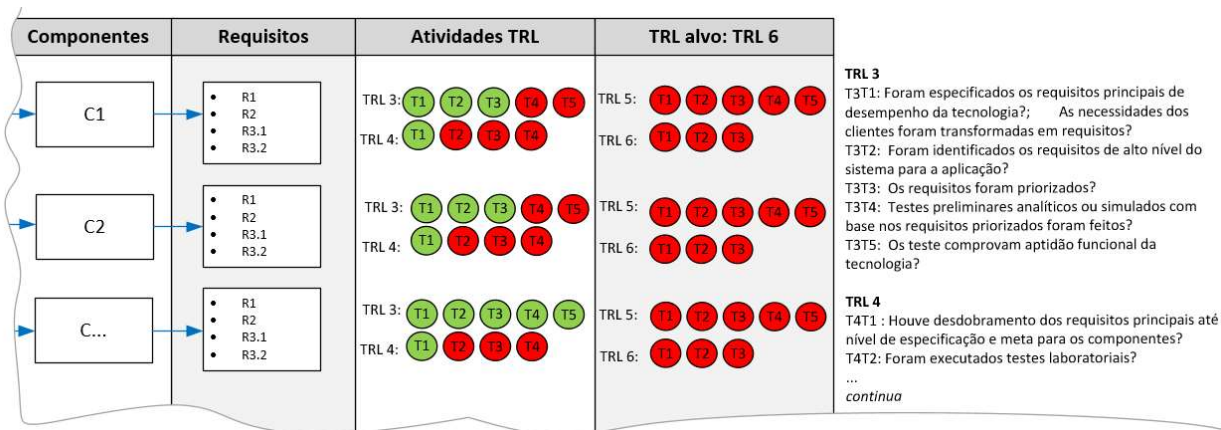 Componentes
Requisitos
Atividades TRL
TRL alvo: TRL 6
C1
• R1
• R2
• R3.1
• R3.2
TRL 3: T1 T2 T3 T4 T5
TRL 4: T1 T2 T3 T4
TRL 5: T1 T2 T3 T4 T5
TRL 6: T1 T2 T3
C2
• R1
• R2
• R3.1
• R3.2
TRL 3: T1 T2 T3 T4 T5
TRL 4: T1 T2 T3 T4
TRL 5: T1 T2 T3 T4 T5
TRL 6: T1 T2 T3
C...
• R1
• R2
• R3.1
• R3.2
TRL 3: T1 T2 T3 T4 T5
TRL 4: T1 T2 T3 T4
TRL 5: T1 T2 T3 T4 T5
TRL 6: T1 T2 T3
TRL 3
T3T1: Foram especificados os requisitos principais de
desempenho da tecnologia?; As necessidades dos
clientes foram transformadas em requisitos?
T3T2: Foram identificados os requisitos de alto nível do
sistema para a aplicação?
T3T3: Os requisitos foram priorizados?
T3T4: Testes preliminares analíticos ou simulados com
base nos requisitos priorizados foram feitos?
T3T5: Os teste comprovam aptidão funcional da
tecnologia?
TRL 4
T4T1 : Houve desdobramento dos requisitos principais até
nível de especificação e meta para os componentes?
T4T2: Foram executados testes laboratoriais?
...
continua